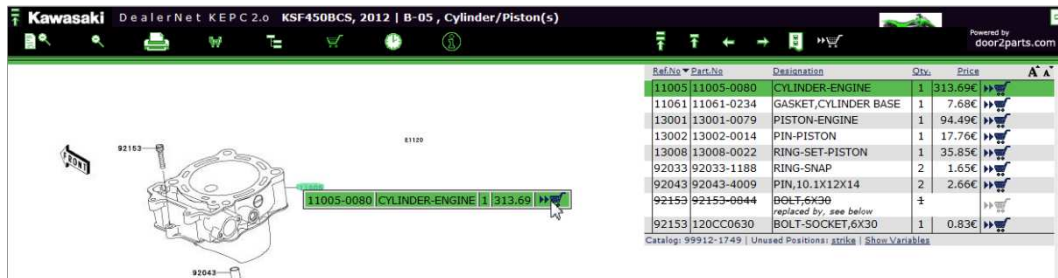 Kawasaki DealerNet KEPC2.0 KSF450BCS, 2012 | B-05 , Cylinder/Piston(s)
Powered by
door2parts.com
Ref.No Part.No Designation Qty. Price A A
11005 11005-0080 CYLINDER-ENGINE 1 313.69€
11061 11061-0234 GASKET,CYLINDER BASE 1 7.68€
13001 13001-0079 PISTON-ENGINE 1 94.49€
13002 13002-0014 PIN-PISTON 1 17.76€
13008 13008-0022 RING-SET-PISTON 1 35.85€
92033 92033-1188 RING-SNAP 2 1.65€
92043 92043-4009 PIN,10.1X12X14 2 2.66€
92153 92153-0844 BOLT,6X30 1
replaced by, see below
92153 120CC0630 BOLT-SOCKET,6X30 1 0.83€
Catalog: 99912-1749 | Unused Positions: strike | Show Variables
E1120
92153
FRONT
11005-0080 CYLINDER-ENGINE 1 313.69
92043